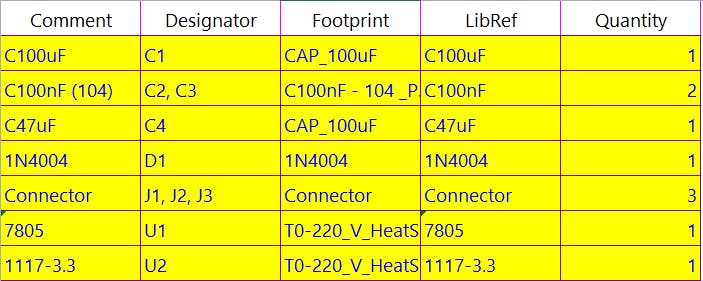 Comment Designator Footprint LibRef Quantity
C100uF C1 CAP_100uF C100uF 1
C100nF (104) C2, C3 C100nF - 104 _P C100nF 2
C47uF C4 CAP_100uF C47uF 1
1N4004 D1 1N4004 1N4004 1
Connector J1, J2, J3 Connector Connector 3
7805 U1 T0-220_V_HeatS 7805 1
1117-3.3 U2 T0-220_V_HeatS 1117-3.3 1